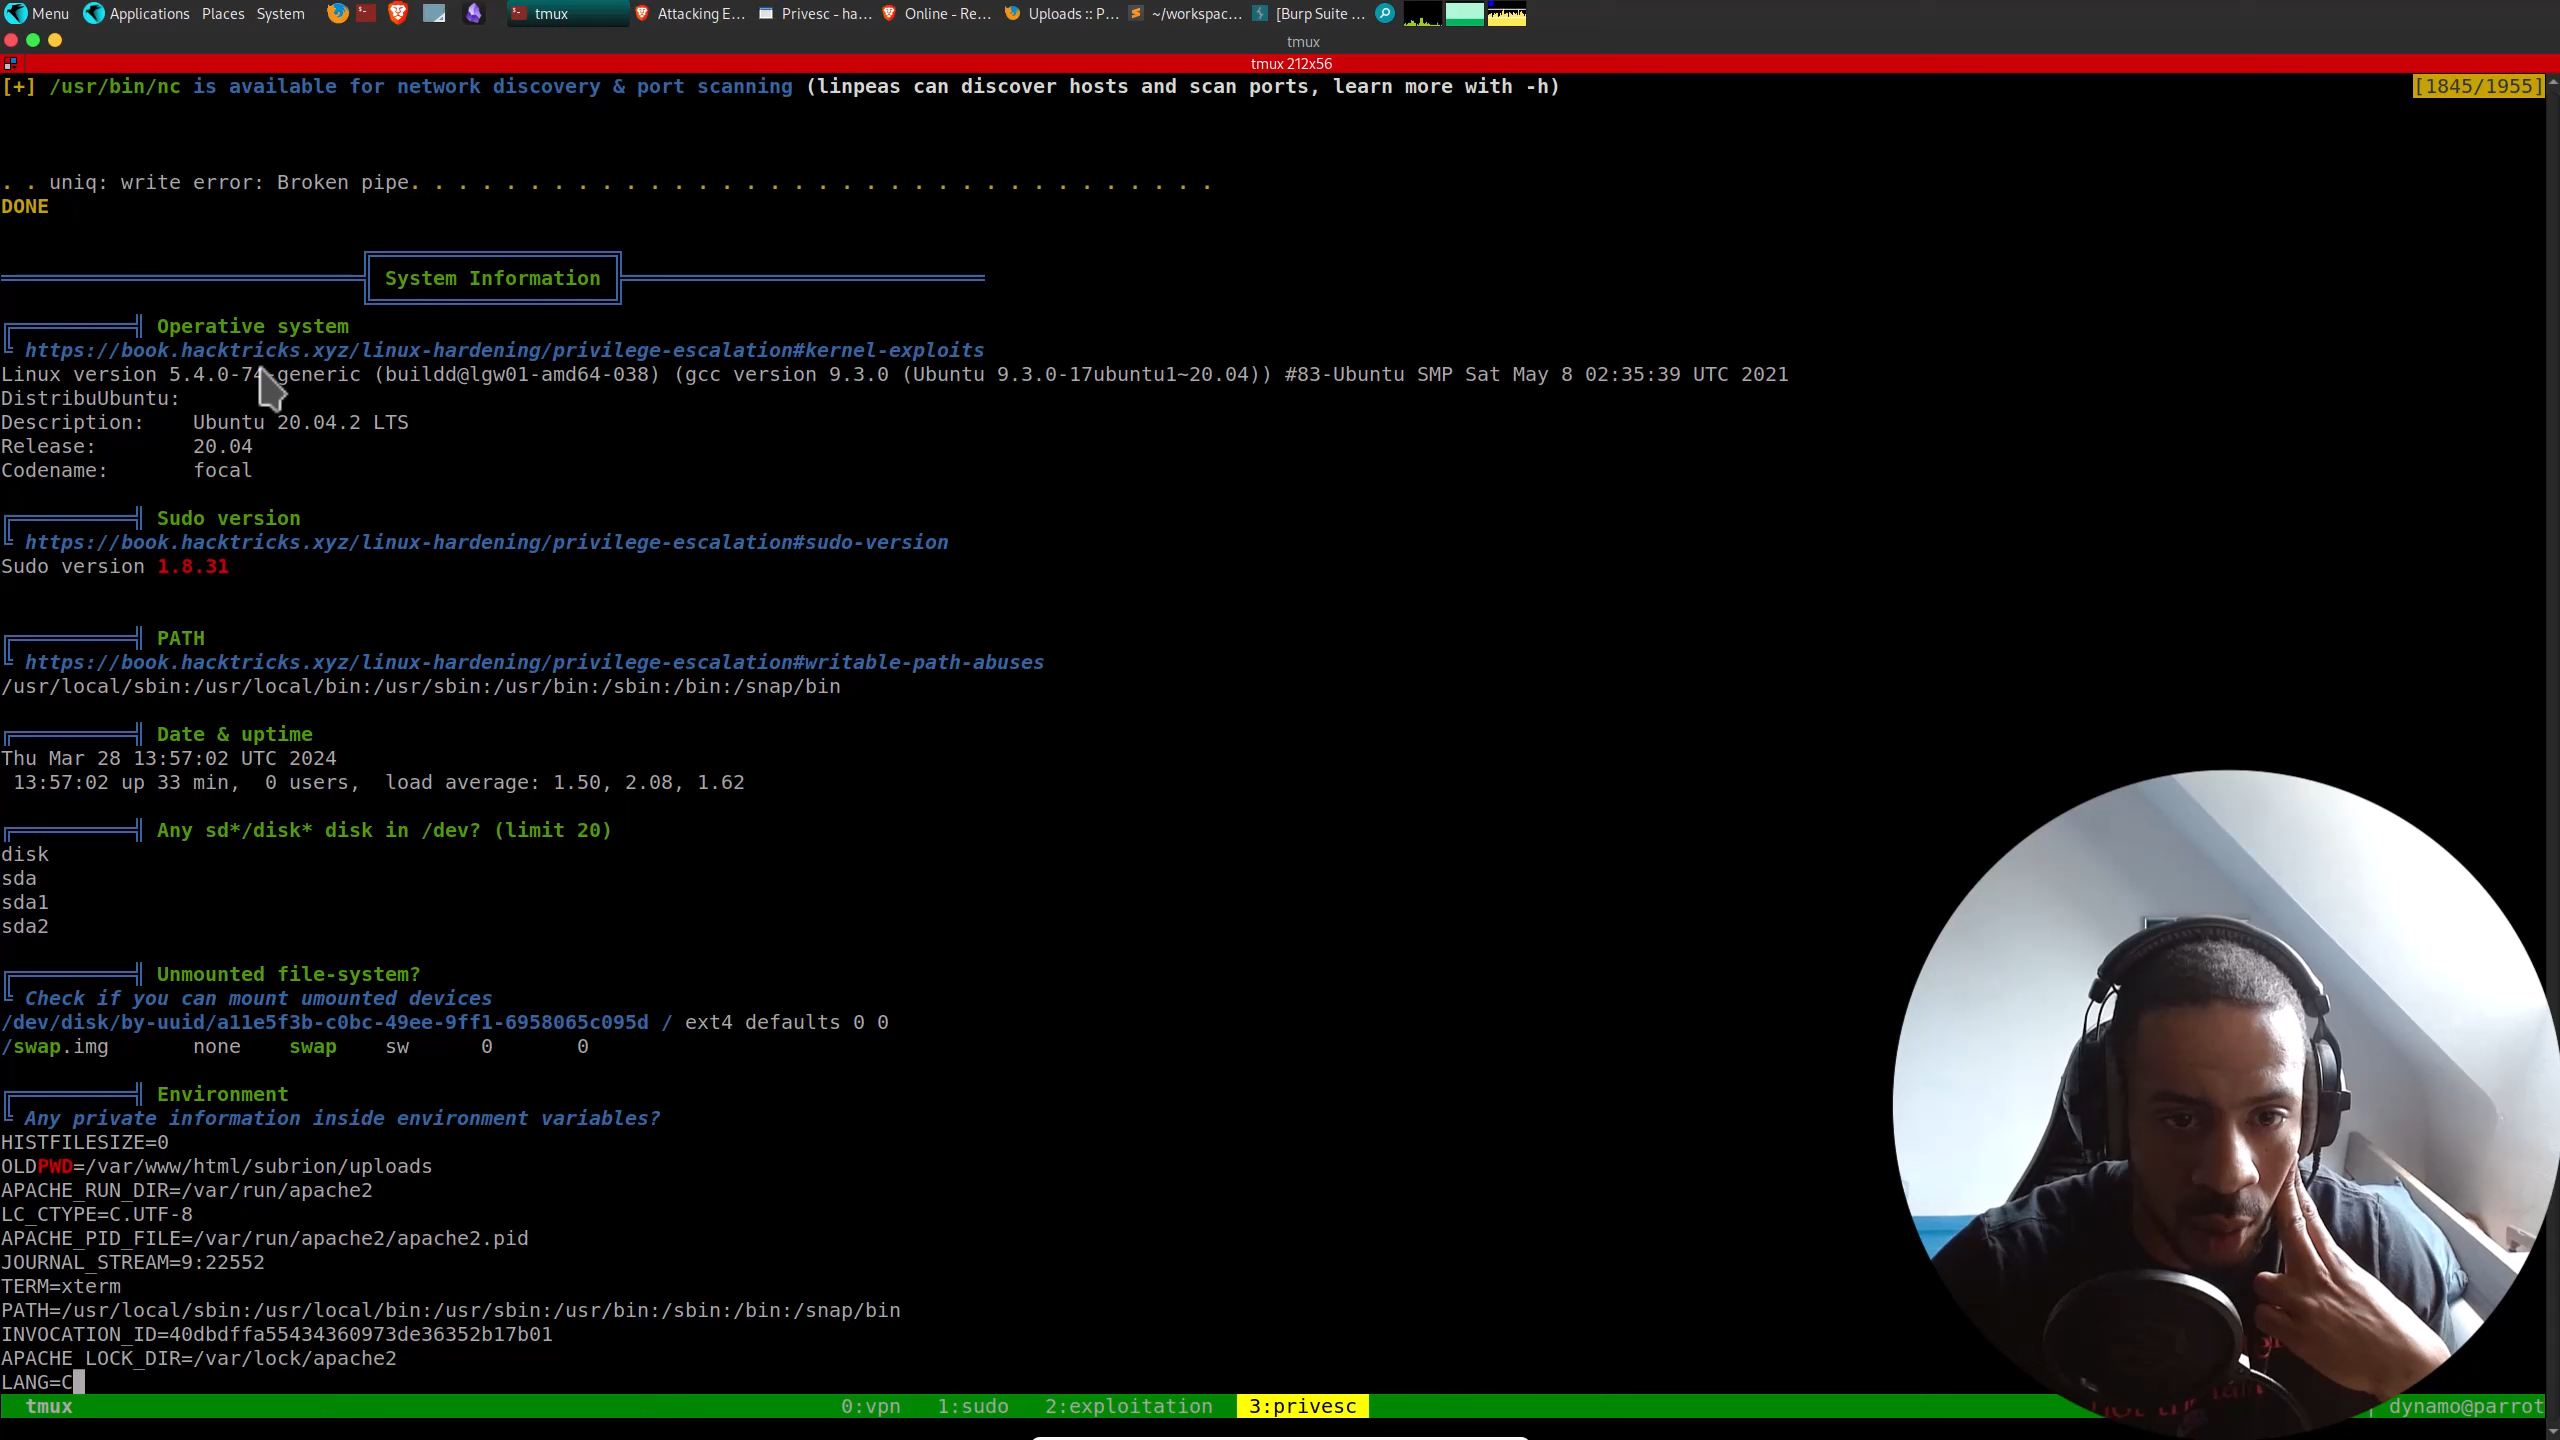 Menu Applications Places System tmux Attacking E... Privesc - ha... Online - Re... Uploads :: P... ~/workspac... [Burp Suite ...
tmux
tmux 212x56
[+] /usr/bin/nc is available for network discovery & port scanning (linpeas can discover hosts and scan ports, learn more with -h) [1845/1955]
. . uniq: write error: Broken pipe. . . . . . . . . . . . . . . . . . . . . . . . . . . . . . . . . .
DONE
System Information
Operative system
https://book.hacktricks.xyz/linux-hardening/privilege-escalation#kernel-exploits
Linux version 5.4.0-74-generic (buildd@lgw01-amd64-038) (gcc version 9.3.0 (Ubuntu 9.3.0-17ubuntu1~20.04)) #83-Ubuntu SMP Sat May 8 02:35:39 UTC 2021
DistribuUbuntu:
Description: Ubuntu 20.04.2 LTS
Release: 20.04
Codename: focal
Sudo version
https://book.hacktricks.xyz/linux-hardening/privilege-escalation#sudo-version
Sudo version 1.8.31
PATH
https://book.hacktricks.xyz/linux-hardening/privilege-escalation#writable-path-abuses
/usr/local/sbin:/usr/local/bin:/usr/sbin:/usr/bin:/sbin:/bin:/snap/bin
Date & uptime
Thu Mar 28 13:57:02 UTC 2024
13:57:02 up 33 min, 0 users, load average: 1.50, 2.08, 1.62
Any sd*/disk* disk in /dev? (limit 20)
disk
sda
sda1
sda2
Unmounted file-system?
Check if you can mount umounted devices
/dev/disk/by-uuid/a11e5f3b-c0bc-49ee-9ff1-6958065c095d / ext4 defaults 0 0
/swap.img none swap sw 0 0
Environment
Any private information inside environment variables?
HISTFILESIZE=0
OLDPWD=/var/www/html/subrion/uploads
APACHE_RUN_DIR=/var/run/apache2
LC_CTYPE=C.UTF-8
APACHE_PID_FILE=/var/run/apache2/apache2.pid
JOURNAL_STREAM=9:22552
TERM=xterm
PATH=/usr/local/sbin:/usr/local/bin:/usr/sbin:/usr/bin:/sbin:/bin:/snap/bin
INVOCATION_ID=40dbdffa55434360973de36352b17b01
APACHE_LOCK_DIR=/var/lock/apache2
LANG=C
tmux 0:vpn 1:sudo 2:exploitation 3:privesc | dynamo@parrot